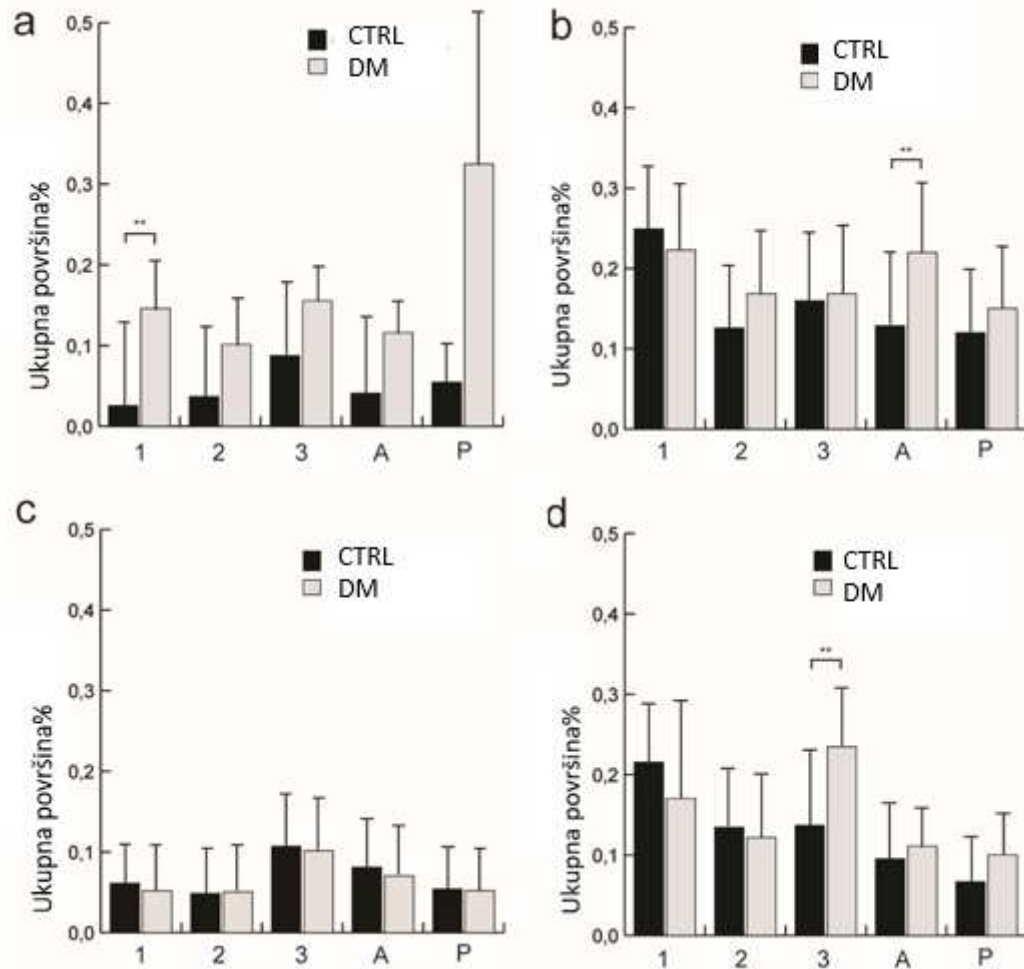 a
CTRL
DM
Ukupna površina%
0,5
0,4
0,3
0,2
0,1
0,0
**
1 2 3 A P
b
CTRL
DM
Ukupna površina%
0,5
0,4
0,3
0,2
0,1
0,0
**
1 2 3 A P
c
CTRL
DM
Ukupna površina%
0,5
0,4
0,3
0,2
0,1
0,0
1 2 3 A P
d
CTRL
DM
Ukupna površina%
0,5
0,4
0,3
0,2
0,1
0,0
**
1 2 3 A P